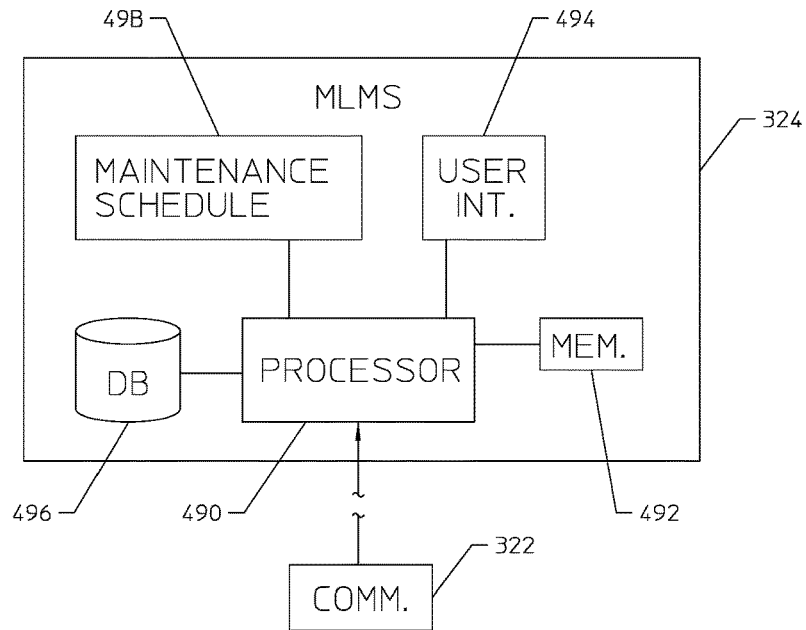 49B
494
MLMS
324
MAINTENANCE
SCHEDULE
USER
INT.
DB
PROCESSOR
MEM.
496
490
492
322
COMM.